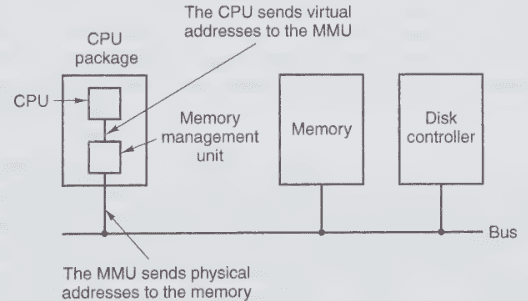 The CPU sends virtual
addresses to the MMU
CPU
package
CPU
Memory
management
unit
Memory
Disk
controller
Bus
The MMU sends physical
addresses to the memory